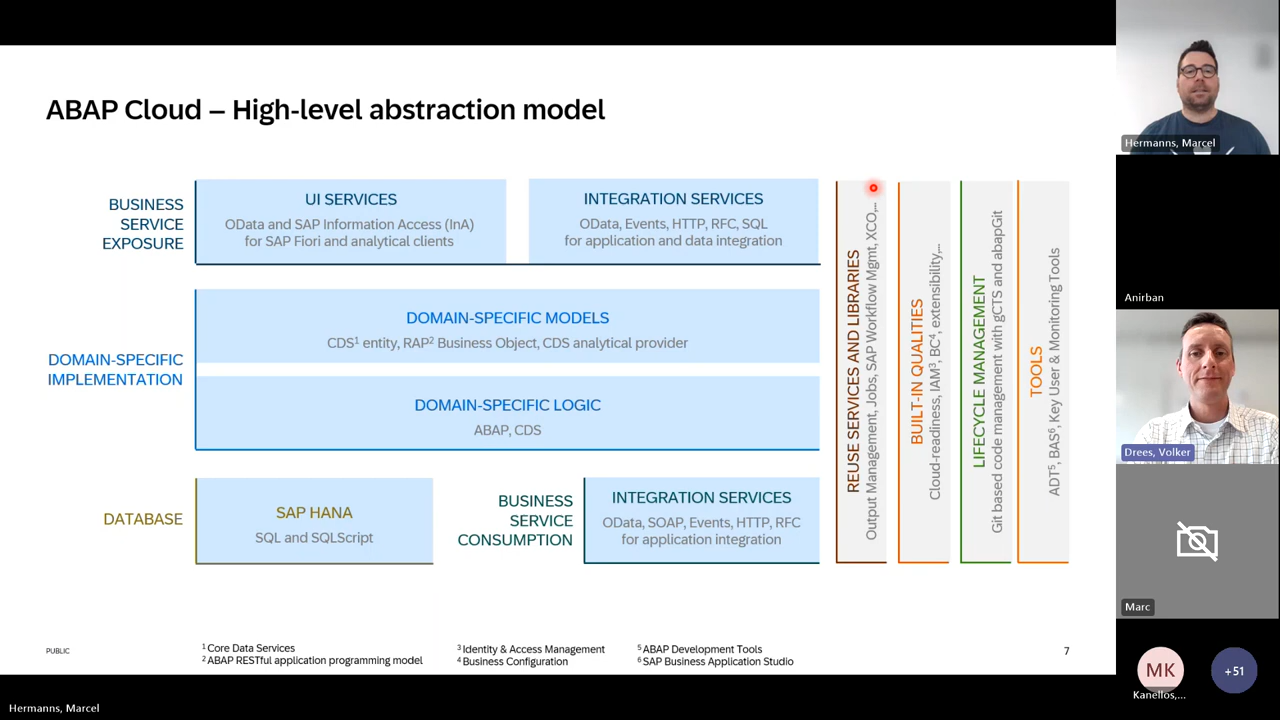 ABAP Cloud – High-level abstraction model
BUSINESS
SERVICE
EXPOSURE
UI SERVICES
OData and SAP Information Access (InA)
for SAP Fiori and analytical clients
INTEGRATION SERVICES
OData, Events, HTTP, RFC, SQL
for application and data integration
DOMAIN-SPECIFIC
IMPLEMENTATION
DOMAIN-SPECIFIC MODELS
CDS¹ entity, RAP² Business Object, CDS analytical provider
DOMAIN-SPECIFIC LOGIC
ABAP, CDS
DATABASE
SAP HANA
SQL and SQLScript
BUSINESS
SERVICE
CONSUMPTION
INTEGRATION SERVICES
OData, SOAP, Events, HTTP, RFC
for application integration
REUSE SERVICES AND LIBRARIES
Output Management, Jobs, SAP Workflow Mgmt, XCO,...
BUILT-IN QUALITIES
Cloud-readiness, IAM³, BC⁴, extensibility,...
LIFECYCLE MANAGEMENT
Git based code management with gCTS and abapGit
TOOLS
ADT⁵, BAS⁶, Key User & Monitoring Tools
PUBLIC
¹ Core Data Services
² ABAP RESTful application programming model
³ Identity & Access Management
⁴ Business Configuration
⁵ ABAP Development Tools
⁶ SAP Business Application Studio
7
Hermanns, Marcel
Anirban
Drees, Volker
Marc
MK
Kanellos,...
+51
Hermanns, Marcel